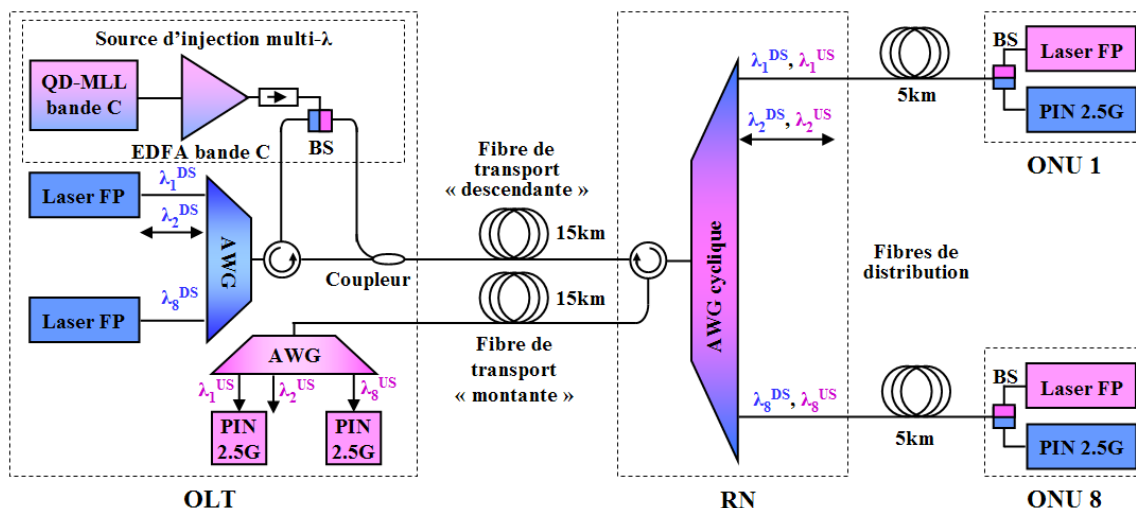 Source d'injection multi-λ
QD-MLL
bande C
EDFA bande C
BS
Laser FP
λ₁ᴰˢ
λ₂ᴰˢ
AWG
Laser FP
λ₈ᴰˢ
Coupleur
AWG
λ₁ᵁˢ
λ₂ᵁˢ
λ₈ᵁˢ
PIN
2.5G
PIN
2.5G
OLT
Fibre de
transport
« descendante »
15km
15km
Fibre de
transport
« montante »
AWG cyclique
λ₁ᴰˢ, λ₁ᵁˢ
λ₂ᴰˢ, λ₂ᵁˢ
λ₈ᴰˢ, λ₈ᵁˢ
RN
5km
Fibres de
distribution
5km
BS
Laser FP
PIN 2.5G
ONU 1
BS
Laser FP
PIN 2.5G
ONU 8